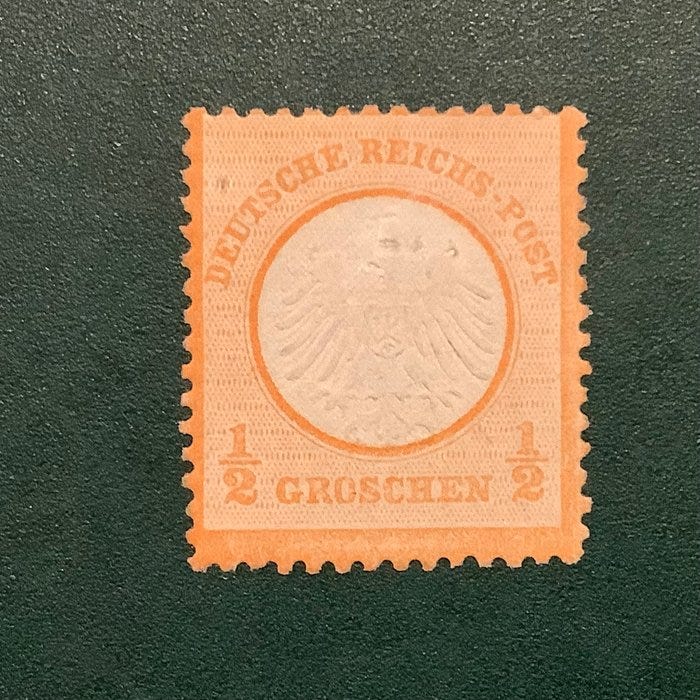 DEUTSCHE REICHS-POST
1/2 GROSCHEN 1/2